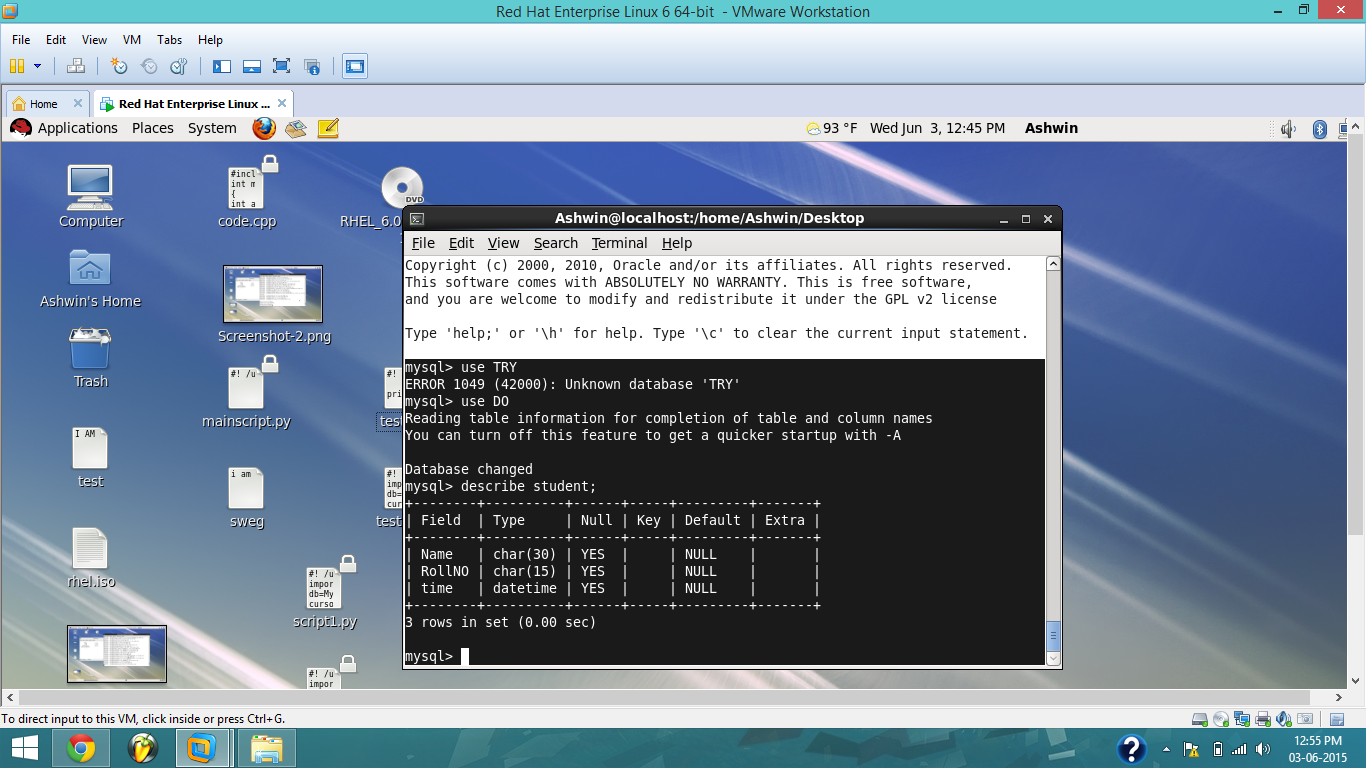 Red Hat Enterprise Linux 6 64-bit - VMware Workstation
File Edit View VM Tabs Help
Home
Red Hat Enterprise Linux ...
Applications Places System
93 °F Wed Jun 3, 12:45 PM Ashwin
Computer
#incl
int m
{
int a
code.cpp
DVD
RHEL_6.0
Ashwin's Home
Screenshot-2.png
Trash
#! /u
mainscript.py
#!
pri
test
I AM
test
i am
sweg
#!
imp
db=
cur
test
rhel.iso
#! /u
impor
db=My
curso
script1.py
#! /u
impor
Ashwin@localhost:/home/Ashwin/Desktop
File Edit View Search Terminal Help
Copyright (c) 2000, 2010, Oracle and/or its affiliates. All rights reserved.
This software comes with ABSOLUTELY NO WARRANTY. This is free software,
and you are welcome to modify and redistribute it under the GPL v2 license
Type 'help;' or '\h' for help. Type '\c' to clear the current input statement.
mysql> use TRY
ERROR 1049 (42000): Unknown database 'TRY'
mysql> use DO
Reading table information for completion of table and column names
You can turn off this feature to get a quicker startup with -A
Database changed
mysql> describe student;
+--------+----------+------+-----+---------+-------+
| Field  | Type     | Null | Key | Default | Extra |
+--------+----------+------+-----+---------+-------+
| Name   | char(30) | YES  |     | NULL    |       |
| RollNO | char(15) | YES  |     | NULL    |       |
| time   | datetime | YES  |     | NULL    |       |
+--------+----------+------+-----+---------+-------+
3 rows in set (0.00 sec)
mysql>
To direct input to this VM, click inside or press Ctrl+G.
12:55 PM
03-06-2015